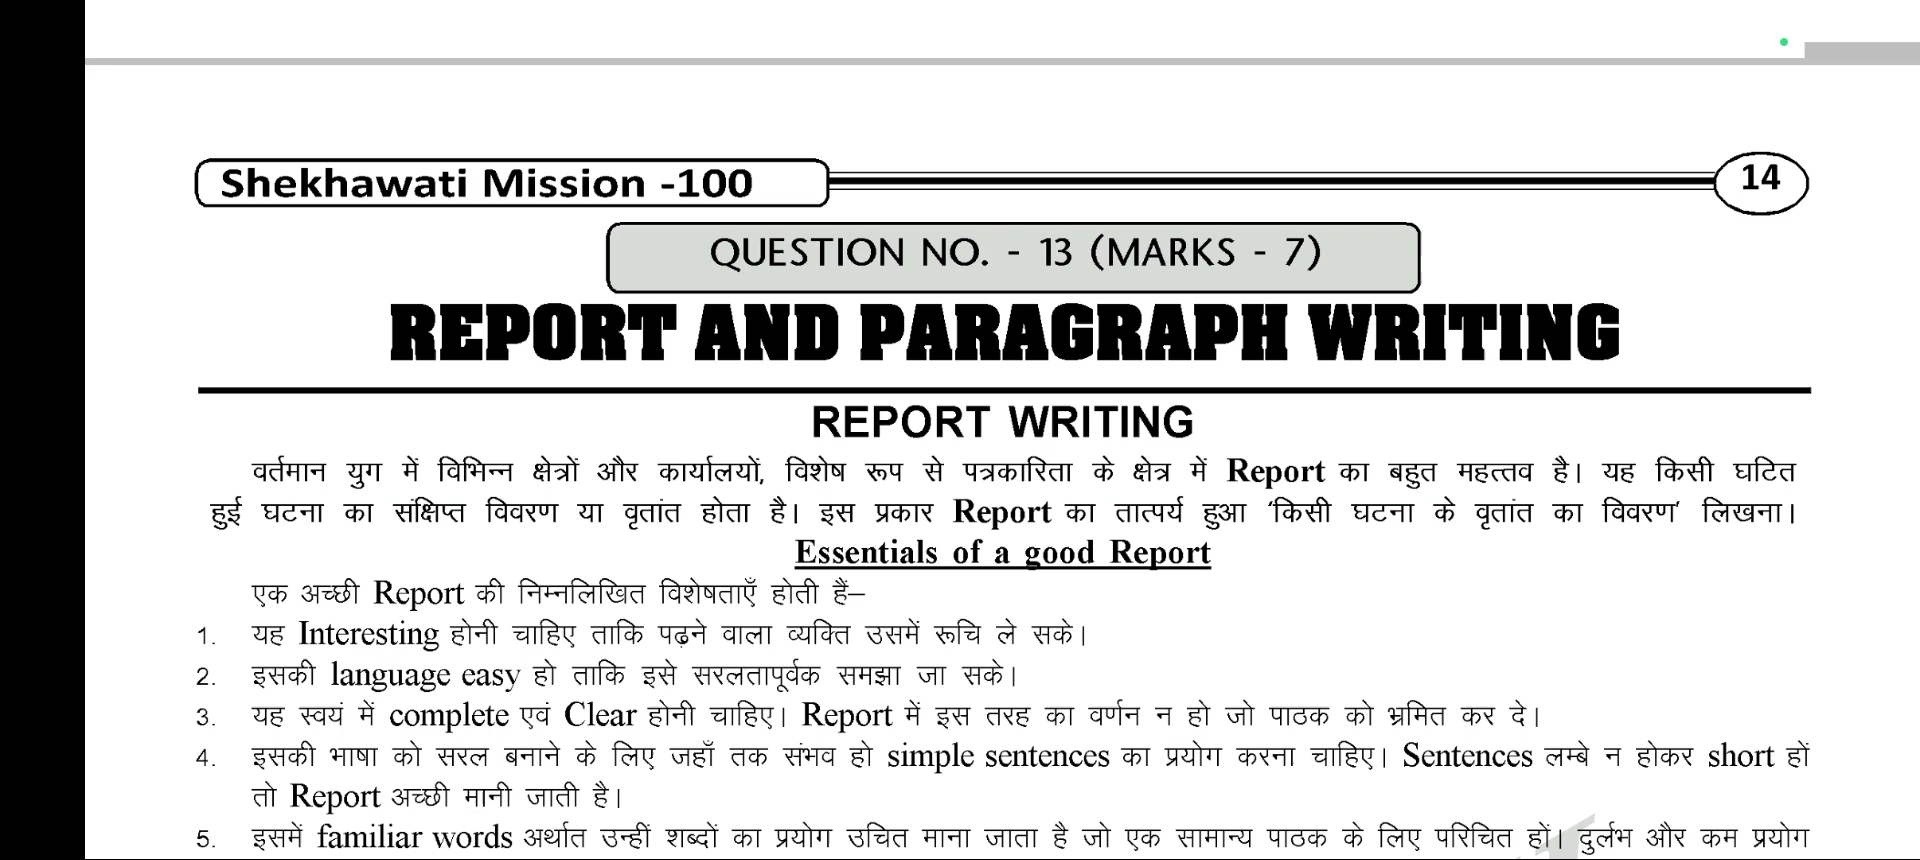 Shekhawati Mission -100
14
QUESTION NO. - 13 (MARKS - 7)
REPORT AND PARAGRAPH WRITING
REPORT WRITING
वर्तमान युग में विभिन्न क्षेत्रों और कार्यालयों, विशेष रूप से पत्रकारिता के क्षेत्र में Report का बहुत महत्तव है। यह किसी घटित
हुई घटना का संक्षिप्त विवरण या वृतांत होता है। इस प्रकार Report का तात्पर्य हुआ ‘किसी घटना के वृतांत का विवरण’ लिखना।
Essentials of a good Report
एक अच्छी Report की निम्नलिखित विशेषताएँ होती हैं–
1. यह Interesting होनी चाहिए ताकि पढ़ने वाला व्यक्ति उसमें रूचि ले सके।
2. इसकी language easy हो ताकि इसे सरलतापूर्वक समझा जा सके।
3. यह स्वयं में complete एवं Clear होनी चाहिए। Report में इस तरह का वर्णन न हो जो पाठक को भ्रमित कर दे।
4. इसकी भाषा को सरल बनाने के लिए जहाँ तक संभव हो simple sentences का प्रयोग करना चाहिए। Sentences लम्बे न होकर short हों
तो Report अच्छी मानी जाती है।
5. इसमें familiar words अर्थात उन्हीं शब्दों का प्रयोग उचित माना जाता है जो एक सामान्य पाठक के लिए परिचित हों। दुर्लभ और कम प्रयोग